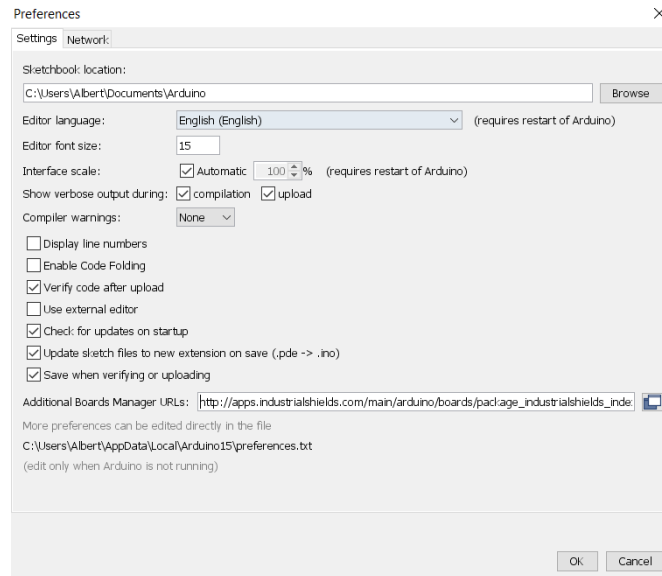 Preferences
Settings Network
Sketchbook location:
C:\Users\Albert\Documents\Arduino Browse
Editor language: English (English) (requires restart of Arduino)
Editor font size: 15
Interface scale: Automatic 100 % (requires restart of Arduino)
Show verbose output during: compilation upload
Compiler warnings: None
Display line numbers
Enable Code Folding
Verify code after upload
Use external editor
Check for updates on startup
Update sketch files to new extension on save (.pde -> .ino)
Save when verifying or uploading
Additional Boards Manager URLs: http://apps.industrialshields.com/main/arduino/boards/package_industrialshields_inde
More preferences can be edited directly in the file
C:\Users\Albert\AppData\Local\Arduino15\preferences.txt
(edit only when Arduino is not running)
OK Cancel